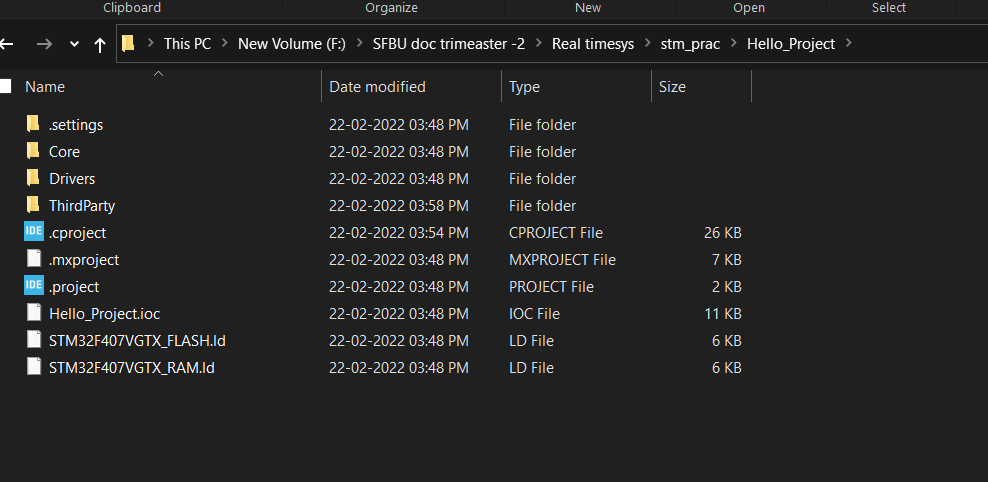 Clipboard Organize New Open Select
This PC > New Volume (F:) > SFBU doc trimeaster -2 > Real timesys > stm_prac > Hello_Project >
Name Date modified Type Size
.settings 22-02-2022 03:48 PM File folder
Core 22-02-2022 03:48 PM File folder
Drivers 22-02-2022 03:48 PM File folder
ThirdParty 22-02-2022 03:58 PM File folder
IDE .cproject 22-02-2022 03:54 PM CPROJECT File 26 KB
.mxproject 22-02-2022 03:48 PM MXPROJECT File 7 KB
IDE .project 22-02-2022 03:48 PM PROJECT File 2 KB
Hello_Project.ioc 22-02-2022 03:48 PM IOC File 11 KB
STM32F407VGTX_FLASH.ld 22-02-2022 03:48 PM LD File 6 KB
STM32F407VGTX_RAM.ld 22-02-2022 03:48 PM LD File 6 KB